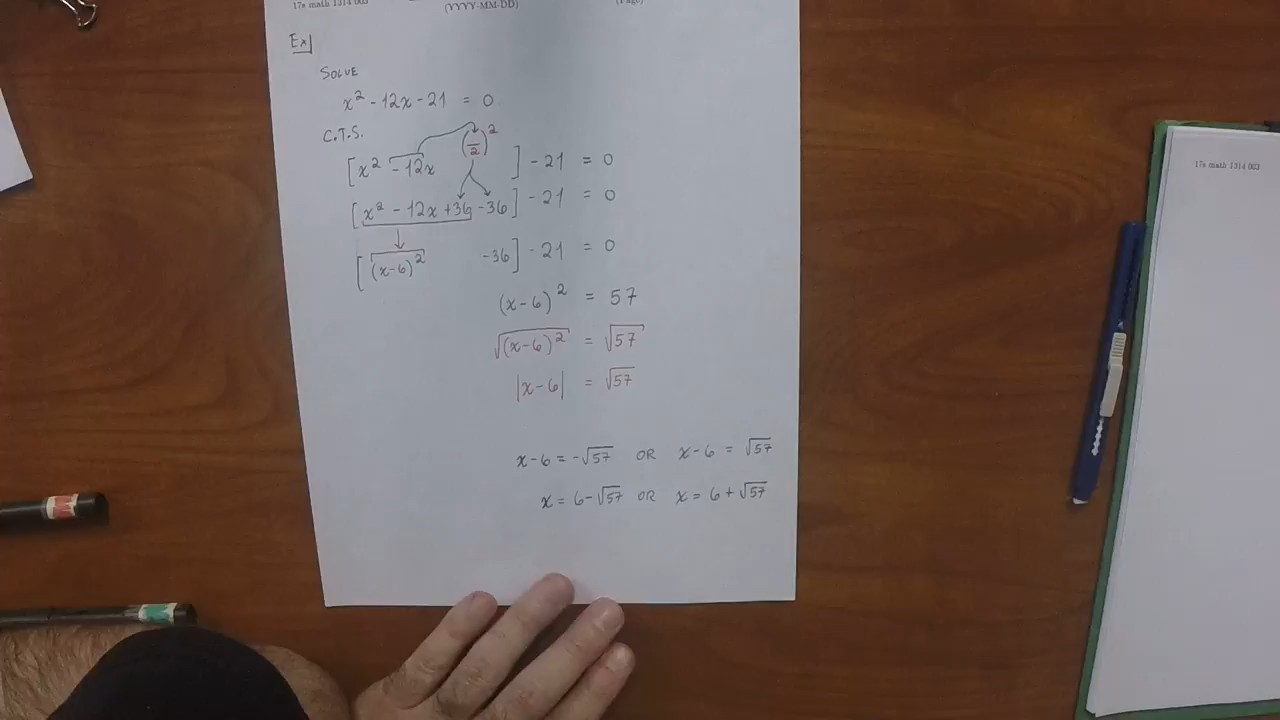 17s math 1314 003 (YYYY-MM-DD) (Page)
Ex
SOLVE
x² - 12x - 21 = 0
C.T.S.
[x² - 12x (—/2)² ] - 21 = 0
[x² - 12x + 36 - 36] - 21 = 0
[(x-6)² - 36] - 21 = 0
(x-6)² = 57
√(x-6)² = √57
|x-6| = √57
x-6 = -√57 OR x-6 = √57
x = 6-√57 OR x = 6+√57
17s math 1314 003